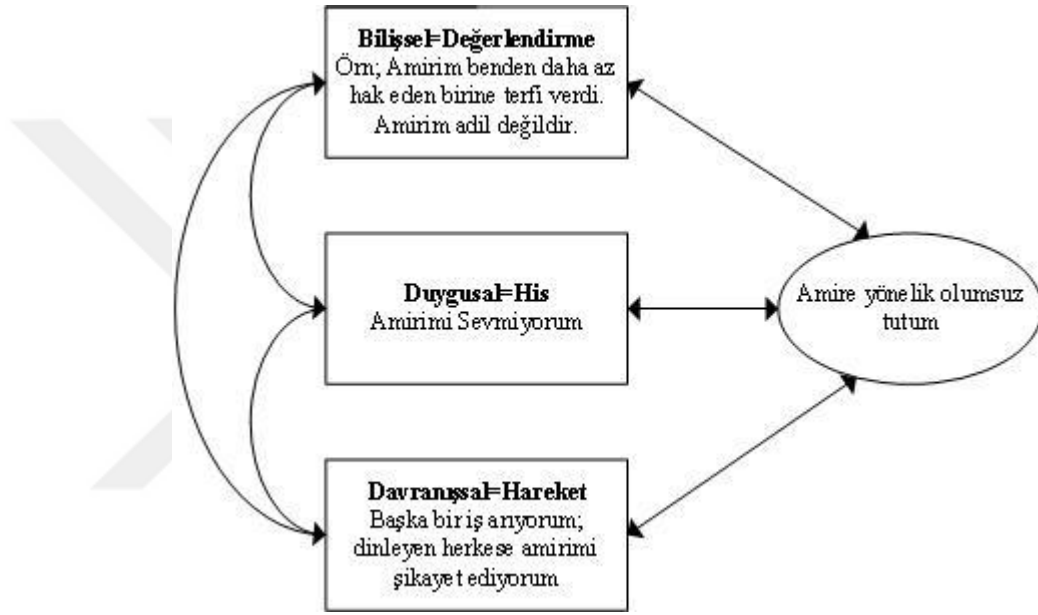 Bilişsel=Değerlendirme
Örn; Amirim benden daha az
hak eden birine terfi verdi.
Amirim adil değildir.
Duygusal=His
Amirimi Sevmiyorum
Amire yönelik olumsuz
tutum
Davranışsal=Hareket
Başka bir iş arıyorum;
dinleyen herkese amirimi
şikayet ediyorum